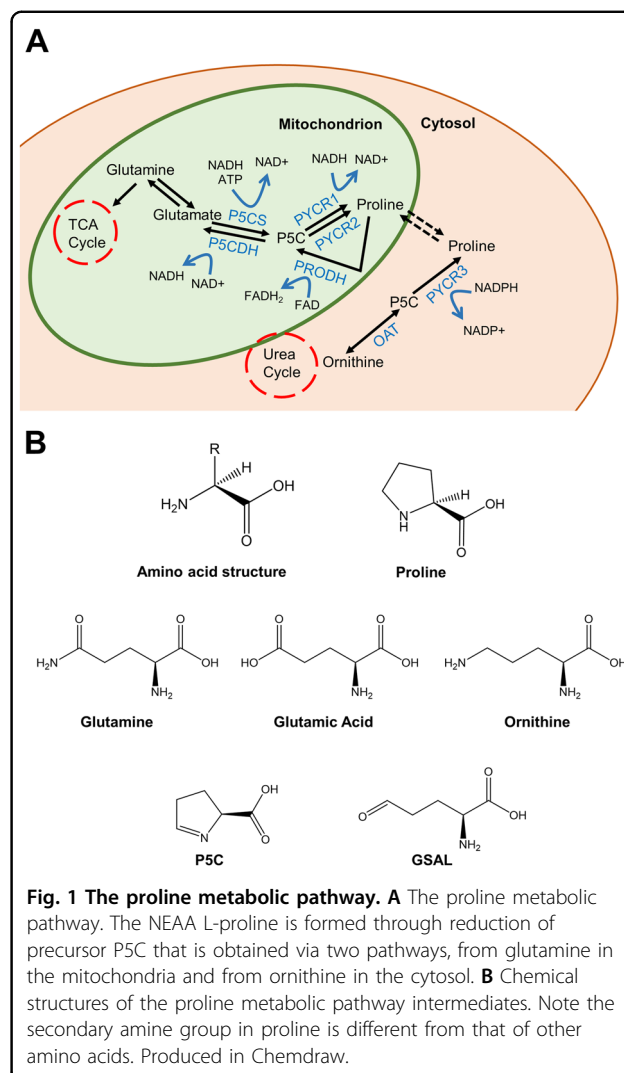 A
Mitochondrion
Cytosol
NADH
ATP
NAD+
NADH
NAD+
Glutamine
Glutamate
P5CS
P5CDH
P5C
PYCR1
PYCR2
Proline
PRODH
TCA
Cycle
NADH
NAD+
FADH2
FAD
Proline
P5C
PYCR3
NADPH
NADP+
OAT
Urea
Cycle
Ornithine
B
R
H
H2N
OH
O
Amino acid structure
N
H
H
OH
O
Proline
O
O
H2N
OH
NH2
Glutamine
O
O
HO
OH
NH2
Glutamic Acid
O
H2N
OH
NH2
Ornithine
OH
N
O
P5C
O
O
OH
NH2
GSAL
Fig. 1 The proline metabolic pathway. A The proline metabolic
pathway. The NEAA L-proline is formed through reduction of
precursor P5C that is obtained via two pathways, from glutamine in
the mitochondria and from ornithine in the cytosol. B Chemical
structures of the proline metabolic pathway intermediates. Note the
secondary amine group in proline is different from that of other
amino acids. Produced in Chemdraw.